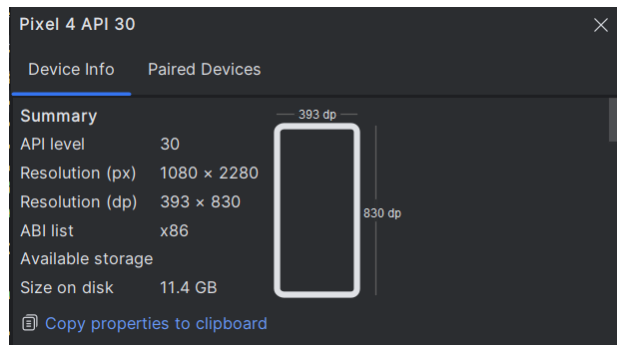 Pixel 4 API 30
Device Info Paired Devices
Summary
393 dp
API level 30
Resolution (px) 1080 × 2280
Resolution (dp) 393 × 830
830 dp
ABI list x86
Available storage
Size on disk 11.4 GB
Copy properties to clipboard